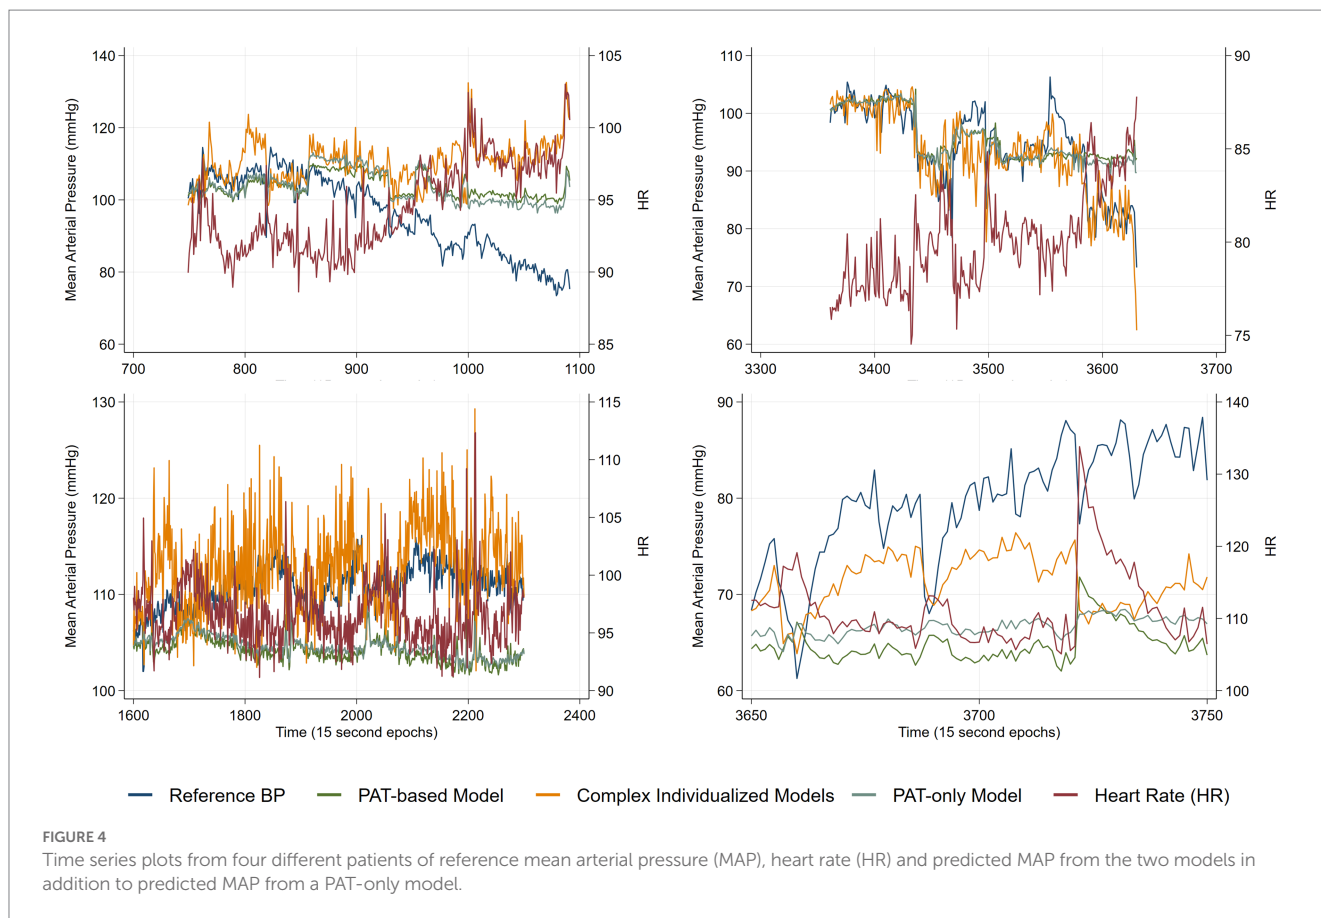 140
120
100
80
60
Mean Arterial Pressure (mmHg)
105
100
95
90
85
HR
700 800 900 1000 1100
110
100
90
80
70
60
Mean Arterial Pressure (mmHg)
90
85
80
75
HR
3300 3400 3500 3600 3700
130
120
110
100
Mean Arterial Pressure (mmHg)
115
110
105
100
95
90
HR
1600 1800 2000 2200 2400
Time (15 second epochs)
90
80
70
60
Mean Arterial Pressure (mmHg)
140
130
120
110
100
HR
3650 3700 3750
Time (15 second epochs)
Reference BP PAT-based Model Complex Individualized Models PAT-only Model Heart Rate (HR)
FIGURE 4
Time series plots from four different patients of reference mean arterial pressure (MAP), heart rate (HR) and predicted MAP from the two models in
addition to predicted MAP from a PAT-only model.